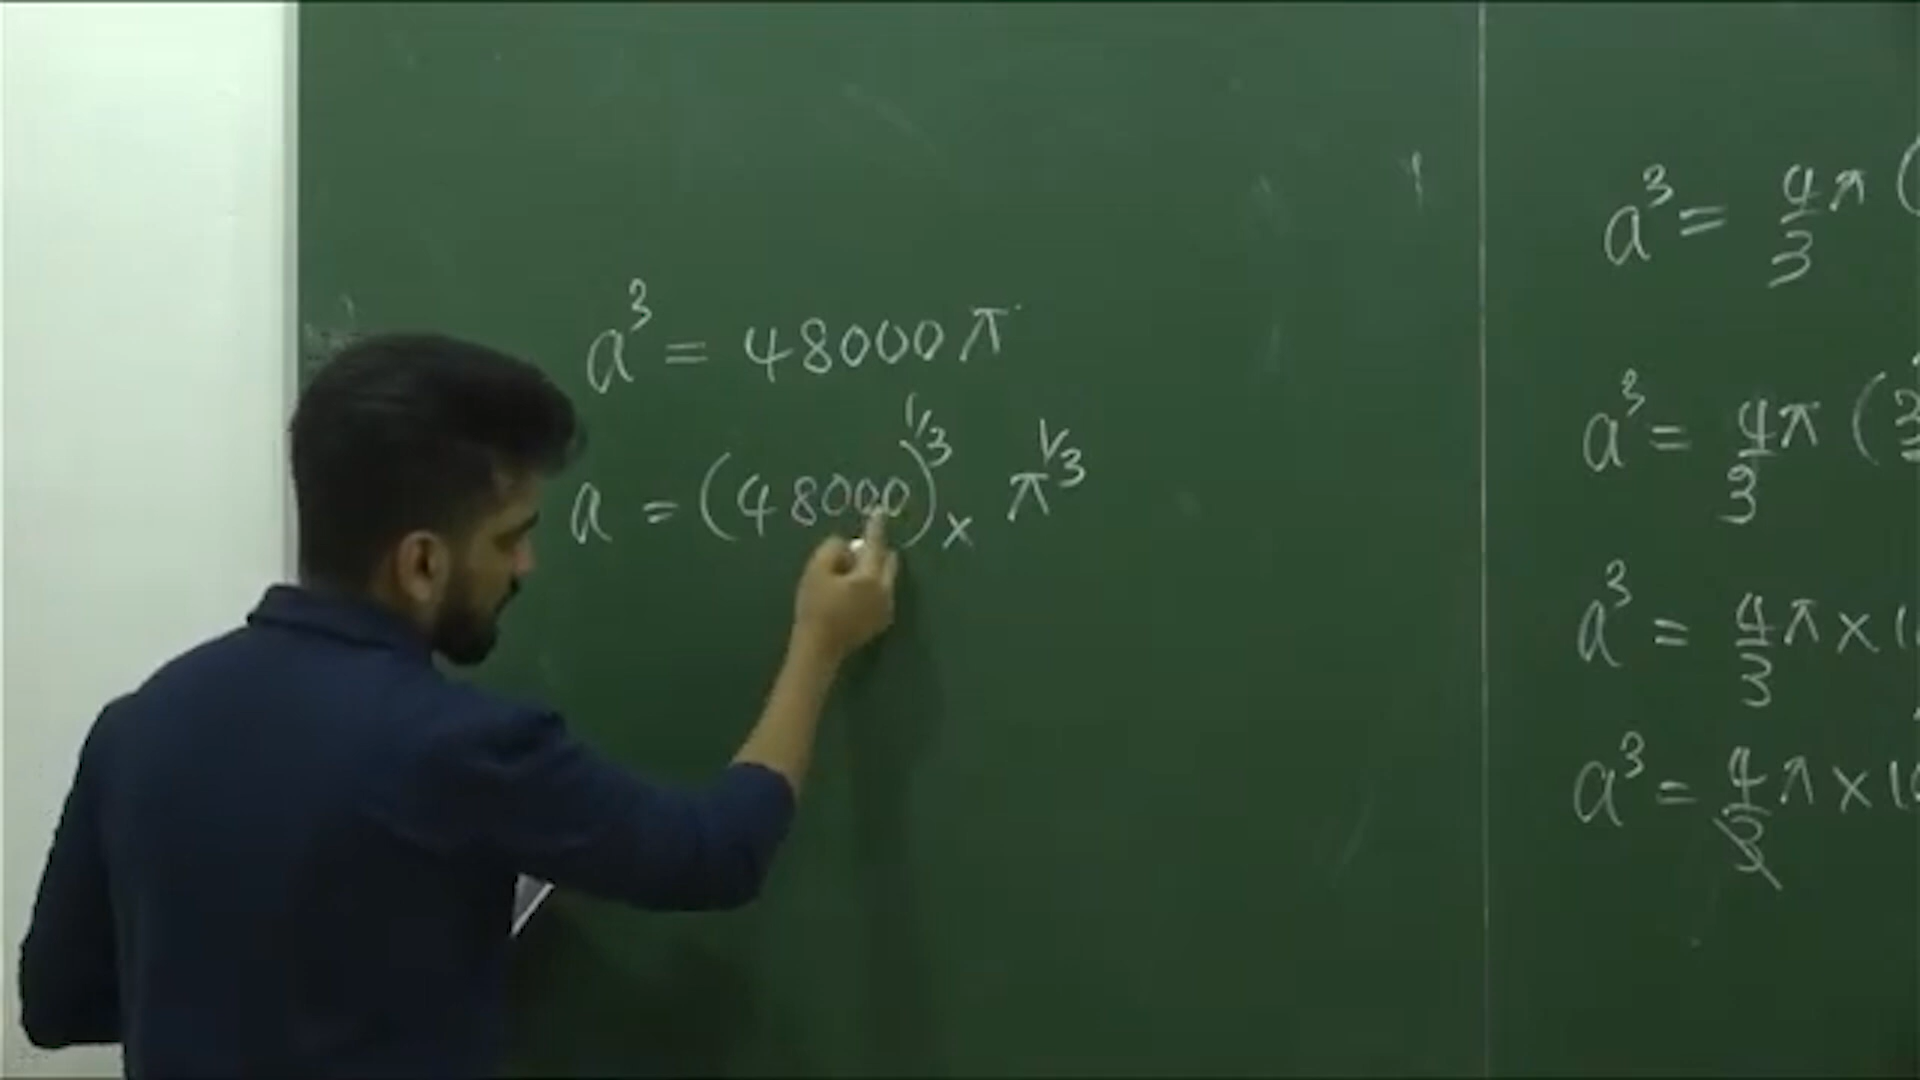 a³ = 48000π
a = (48000)^1/3 x π^1/3
a³ = 4/3 π (
a³ = 4/3 π (3
a³ = 4/3 π x 1
a³ = 4/3 π x 1